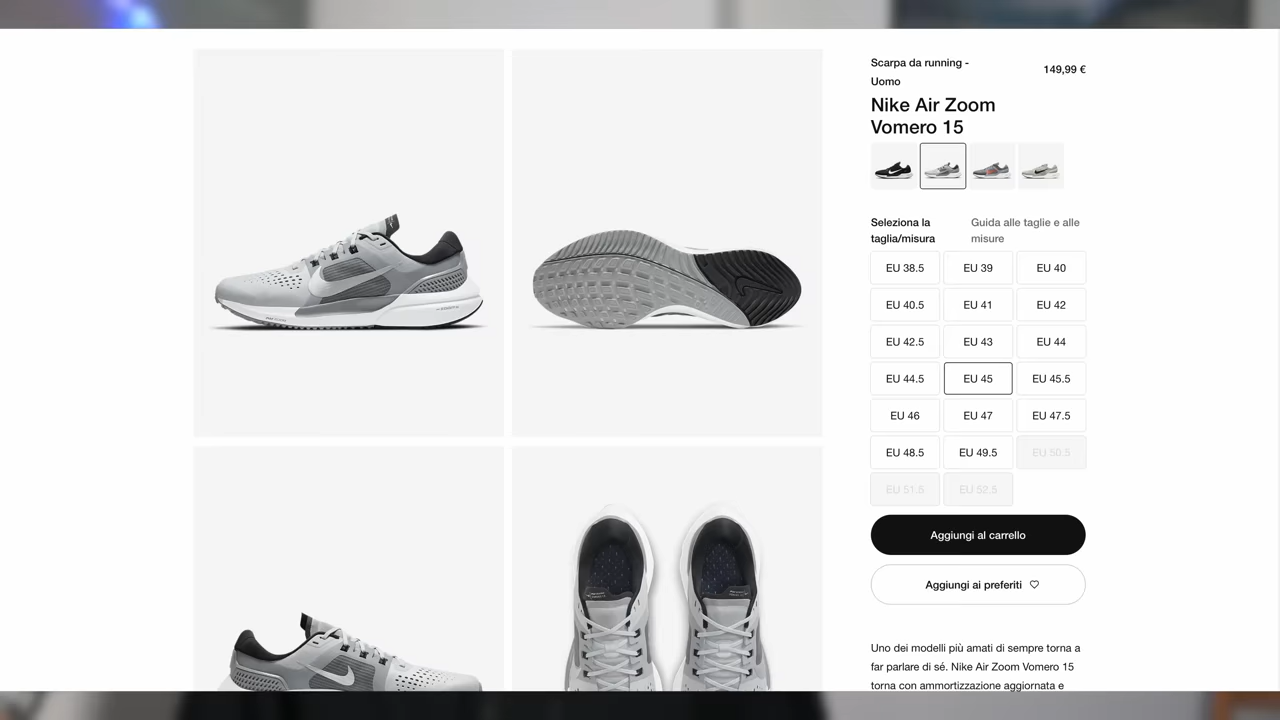 Scarpa da running -
Uomo
149,99 €
Nike Air Zoom
Vomero 15
Seleziona la
taglia/misura
Guida alle taglie e alle
misure
EU 38.5
EU 39
EU 40
EU 40.5
EU 41
EU 42
EU 42.5
EU 43
EU 44
EU 44.5
EU 45
EU 45.5
EU 46
EU 47
EU 47.5
EU 48.5
EU 49.5
EU 50.5
EU 51.5
EU 52.5
Aggiungi al carrello
Aggiungi ai preferiti
Uno dei modelli più amati di sempre torna a
far parlare di sé. Nike Air Zoom Vomero 15
torna con ammortizzazione aggiornata e